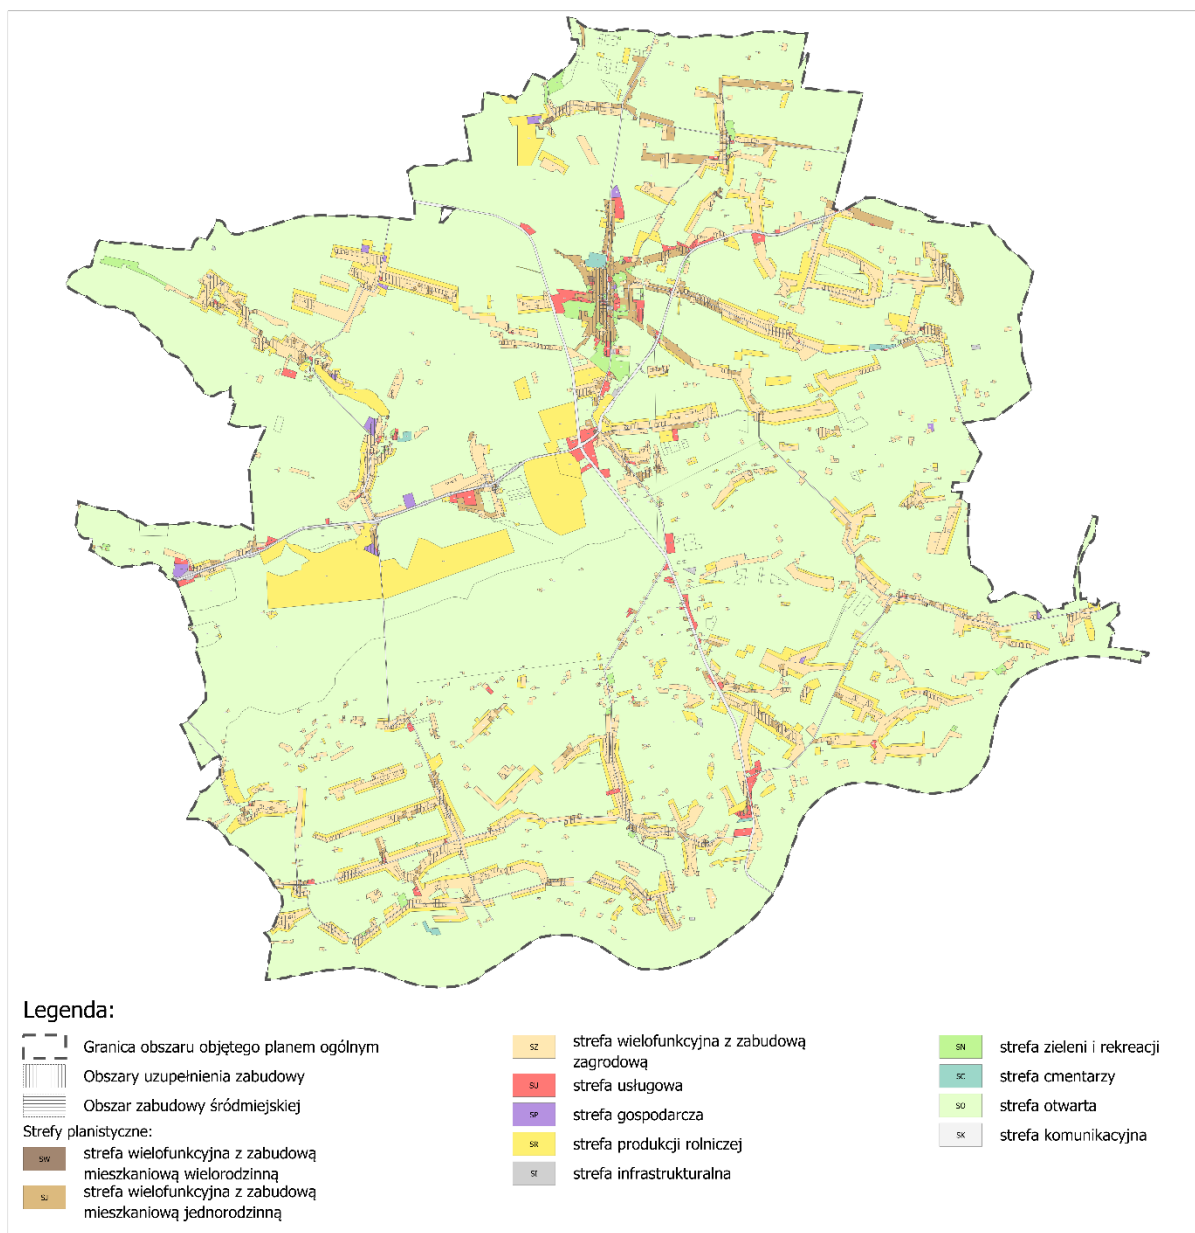 Legenda:
Granica obszaru objętego planem ogólnym
Obszary uzupełnienia zabudowy
Obszar zabudowy śródmiejskiej
Strefy planistyczne:
SW strefa wielofunkcyjna z zabudową
mieszkaniową wielorodzinną
SJ strefa wielofunkcyjna z zabudową
mieszkaniową jednorodzinną
SZ strefa wielofunkcyjna z zabudową
zagrodową
SU strefa usługowa
SP strefa gospodarcza
SR strefa produkcji rolniczej
SI strefa infrastrukturalna
SN strefa zieleni i rekreacji
SC strefa cmentarzy
SO strefa otwarta
SK strefa komunikacyjna